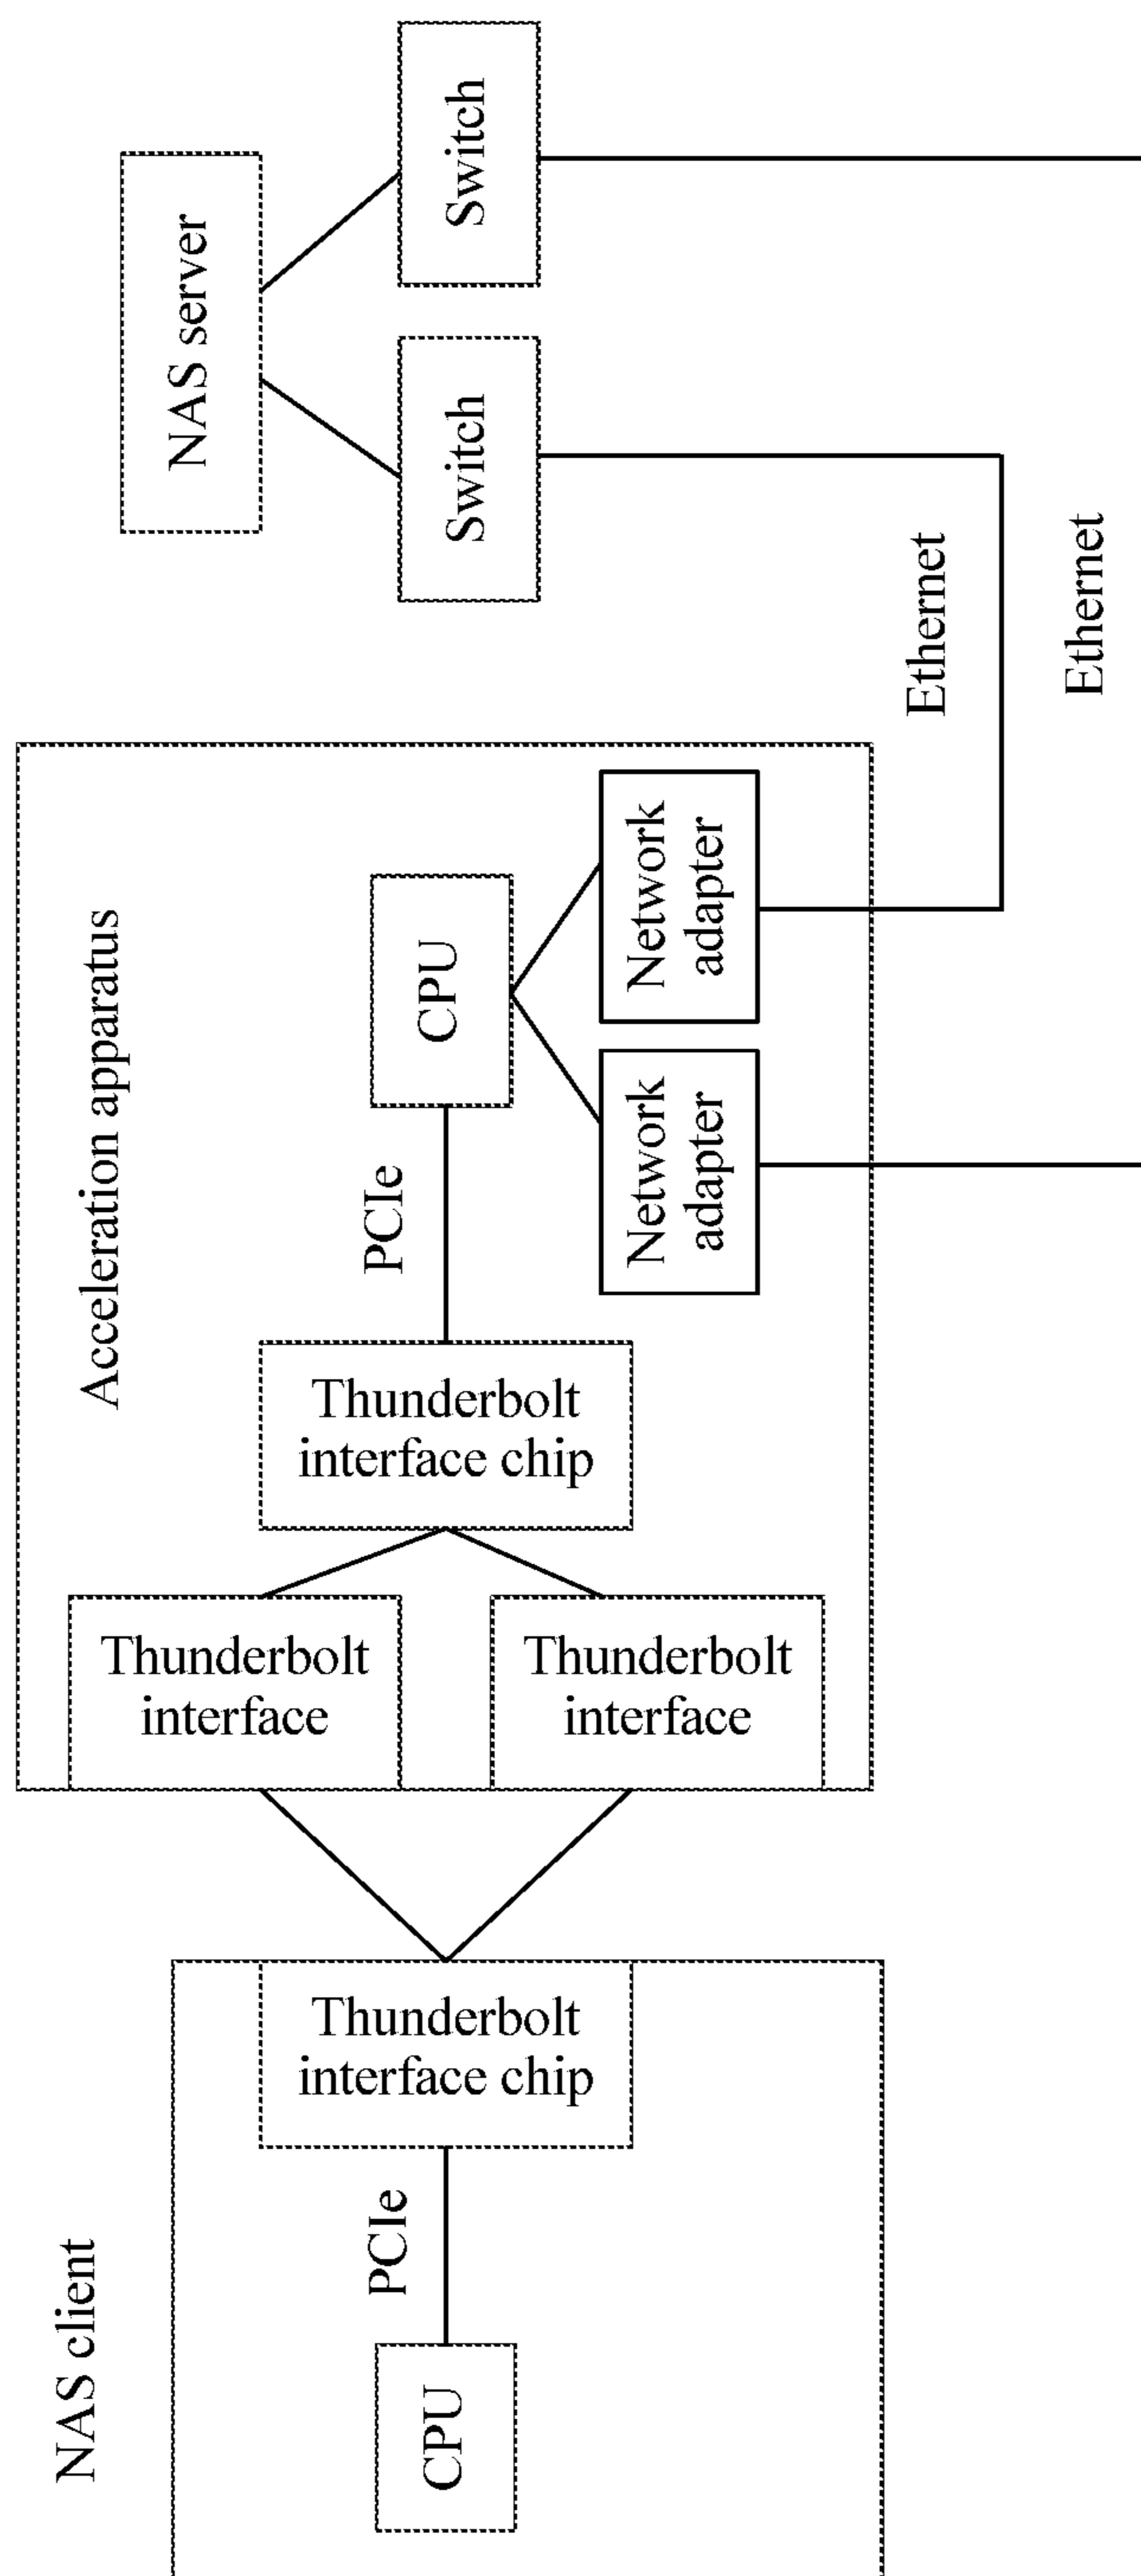 NAS server
Switch
Switch
Ethernet
Ethernet
Acceleration apparatus
CPU
Network
adapter
Network
adapter
PCIe
Thunderbolt
interface chip
Thunderbolt
interface
Thunderbolt
interface
NAS client
Thunderbolt
interface chip
PCIe
CPU